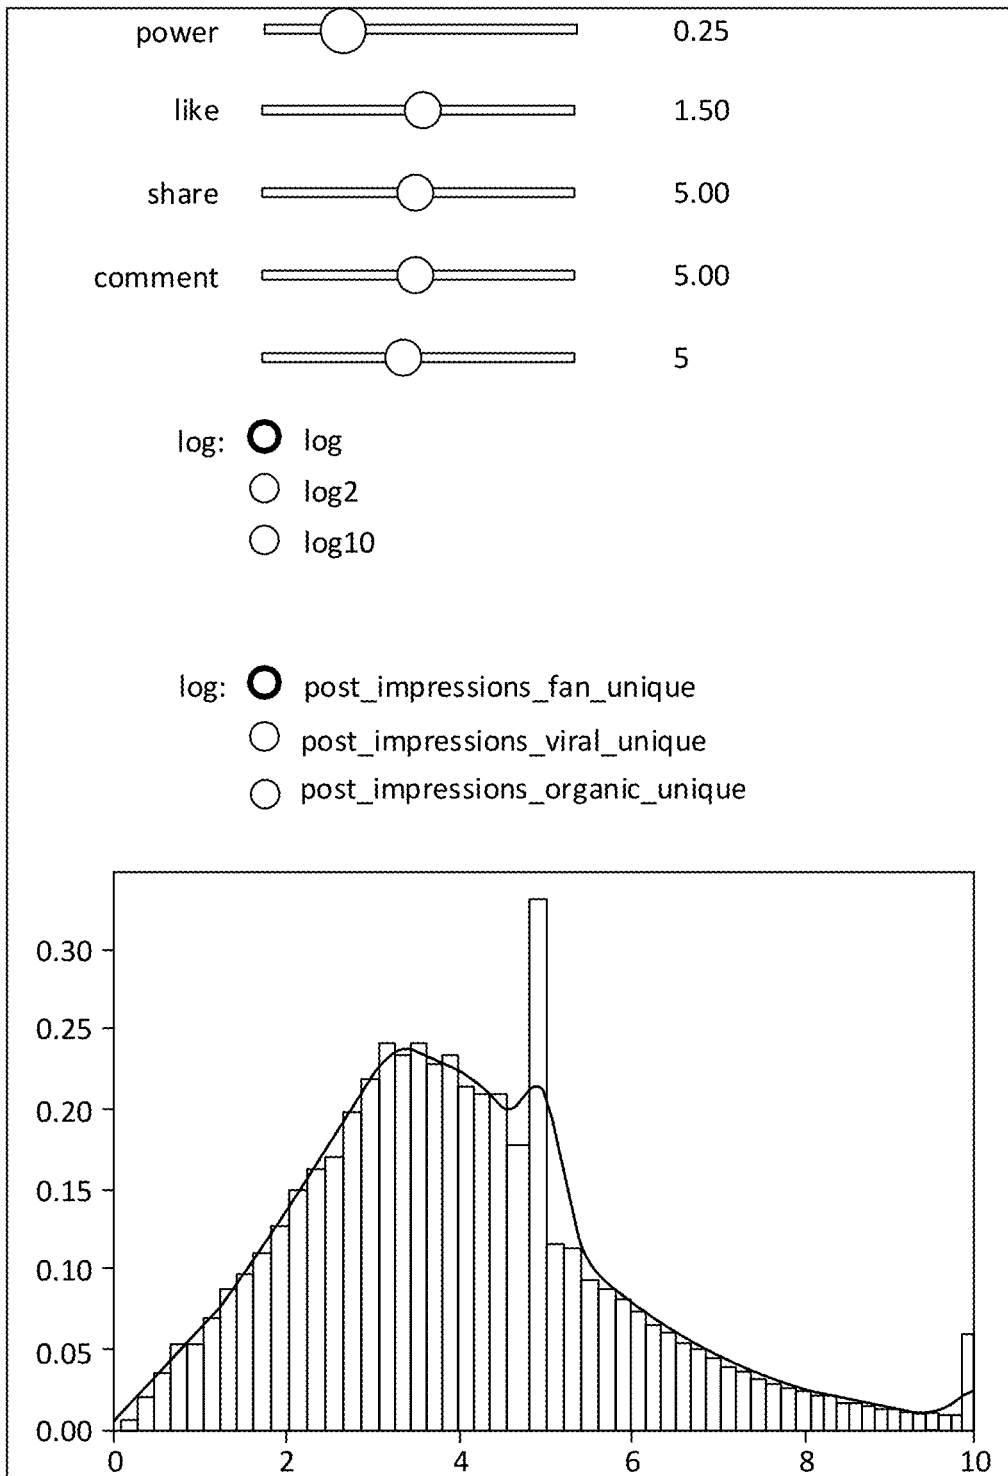 power 0.25
like 1.50
share 5.00
comment 5.00
5
log: log
log2
log10
log: post_impressions_fan_unique
post_impressions_viral_unique
post_impressions_organic_unique
0.30
0.25
0.20
0.15
0.10
0.05
0.00
0 2 4 6 8 10